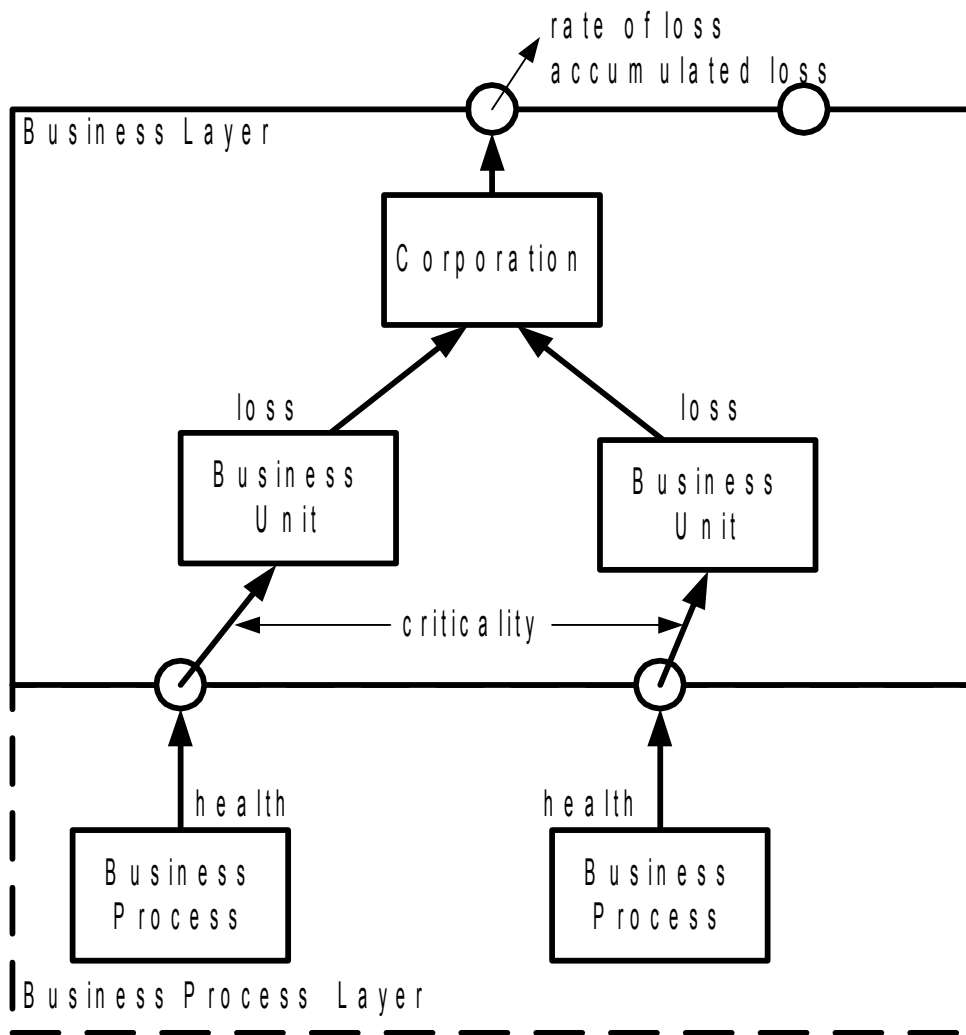 rate of loss
accumulated loss
Business Layer
Corporation
loss
loss
Business
Unit
Business
Unit
criticality
health
health
Business
Process
Business
Process
Business Process Layer